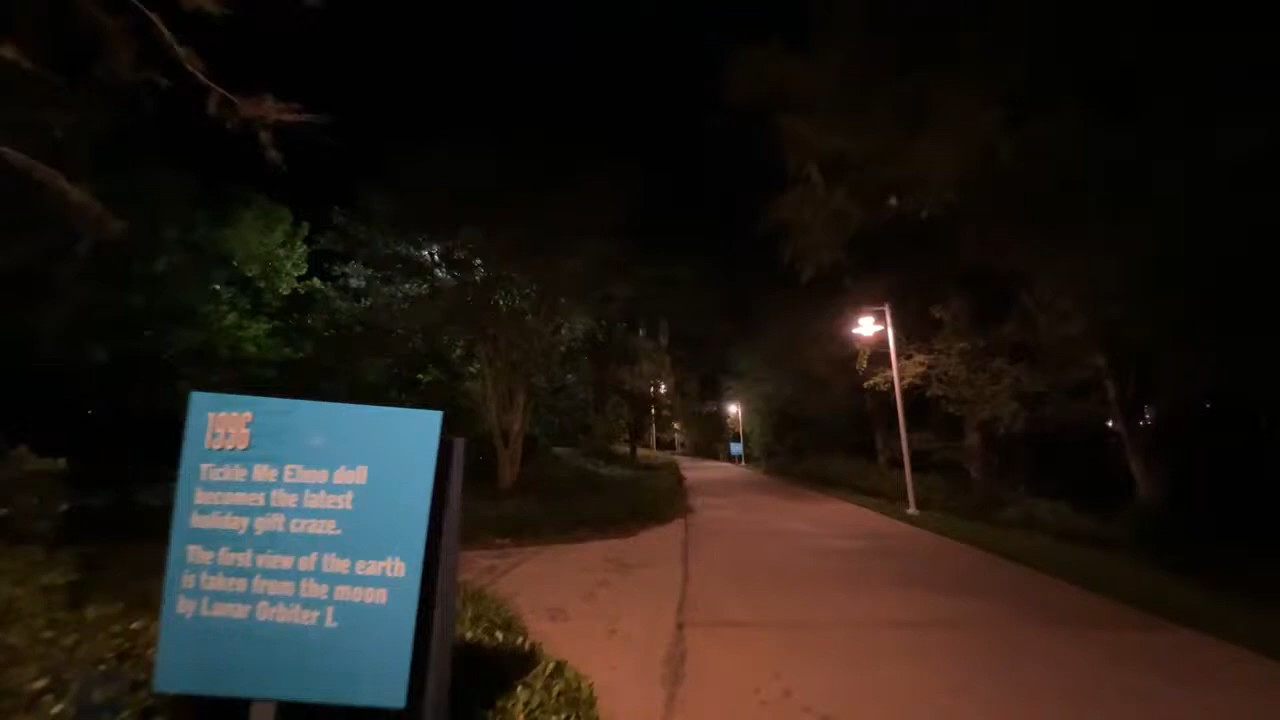 1996
Tickle Me Elmo doll
becomes the latest
holiday gift craze.
The first view of the earth
is taken from the moon
by Lunar Orbiter 1.